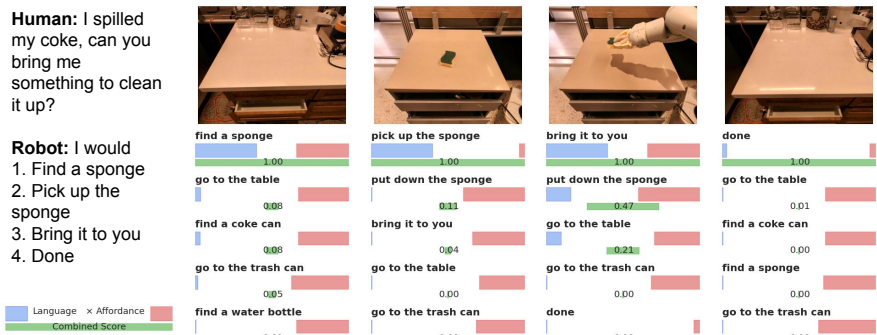 Human: I spilled
my coke, can you
bring me
something to clean
it up?
Robot: I would
1. Find a sponge
2. Pick up the
sponge
3. Bring it to you
4. Done
Language × Affordance
Combined Score
find a sponge
1.00
go to the table
0.08
find a coke can
0.08
go to the trash can
0.05
find a water bottle
pick up the sponge
1.00
put down the sponge
0.11
bring it to you
0.04
go to the table
0.00
go to the trash can
bring it to you
1.00
put down the sponge
0.47
go to the table
0.21
go to the trash can
0.00
done
done
1.00
go to the table
0.01
find a coke can
0.00
find a sponge
0.00
go to the trash can